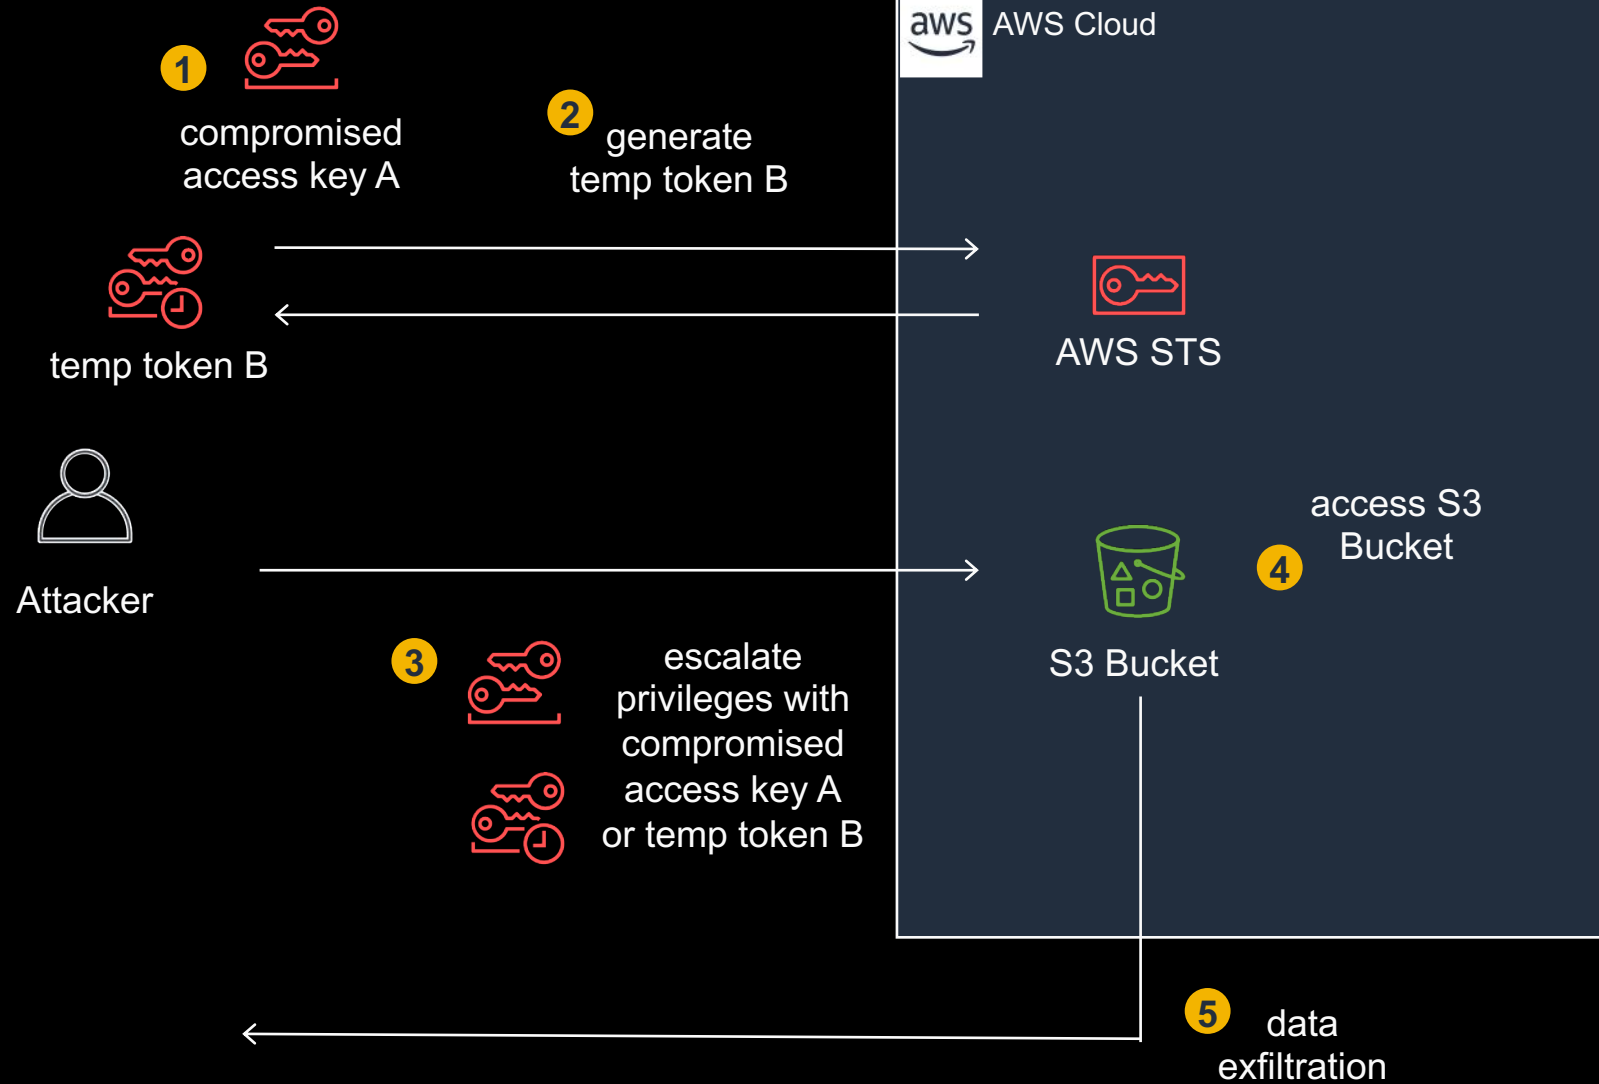 1
compromised
access key A
2
generate
temp token B
aws
AWS Cloud
temp token B
AWS STS
Attacker
3
escalate
privileges with
compromised
access key A
or temp token B
S3 Bucket
4
access S3
Bucket
5
data
exfiltration